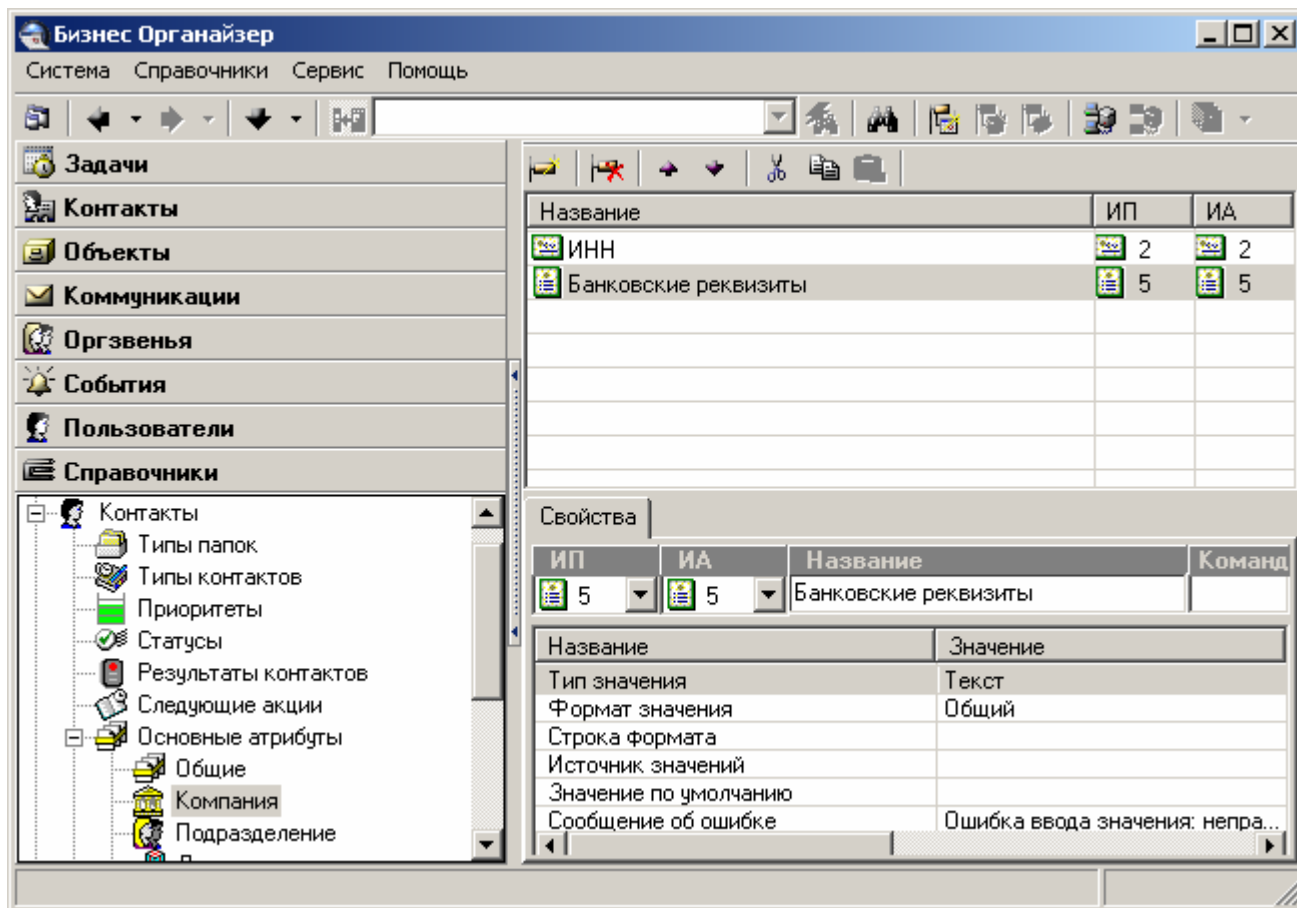 Бизнес Органайзер
Система Справочники Сервис Помощь
Задачи
Контакты
Объекты
Коммуникации
Оргзвенья
События
Пользователи
Справочники
Контакты
Типы папок
Типы контактов
Приоритеты
Статусы
Результаты контактов
Следующие акции
Основные атрибуты
Общие
Компания
Подразделение
Название ИП ИА
ИНН 2 2
Банковские реквизиты 5 5
Свойства
ИП ИА Название Команд
5 5 Банковские реквизиты
Название Значение
Тип значения Текст
Формат значения Общий
Строка формата
Источник значений
Значение по умолчанию
Сообщение об ошибке Ошибка ввода значения: непра...